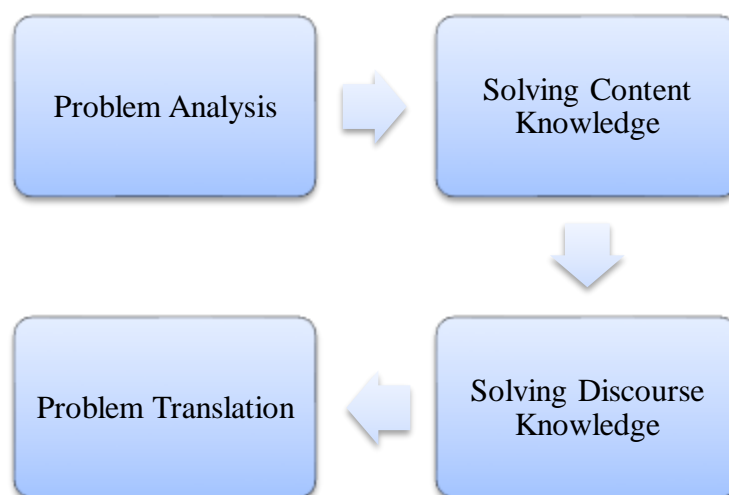 Problem Analysis
Solving Content
Knowledge
Solving Discourse
Knowledge
Problem Translation